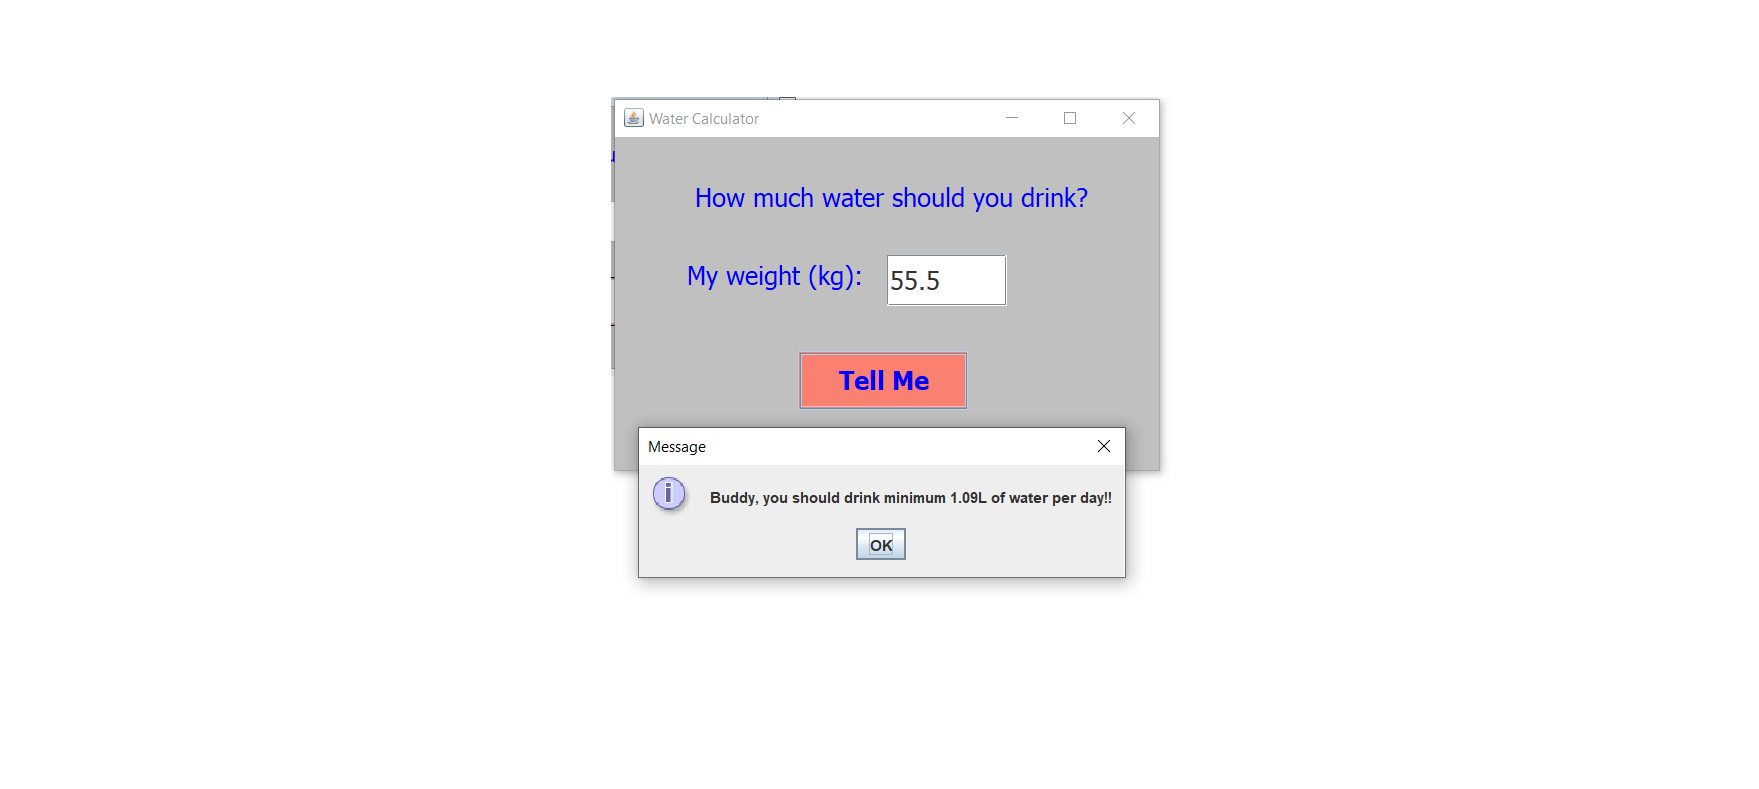 Water Calculator
How much water should you drink?
My weight (kg): 55.5
Tell Me
Message
Buddy, you should drink minimum 1.09L of water per day!!
OK